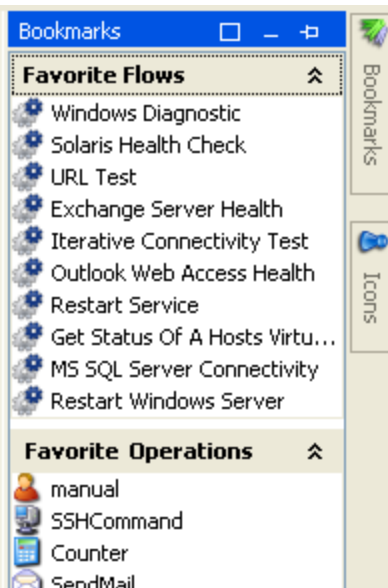 Bookmarks
Favorite Flows
Windows Diagnostic
Solaris Health Check
URL Test
Exchange Server Health
Iterative Connectivity Test
Outlook Web Access Health
Restart Service
Get Status Of A Hosts Virtu...
MS SQL Server Connectivity
Restart Windows Server
Favorite Operations
manual
SSHCommand
Counter
SendMail
Bookmarks
Icons